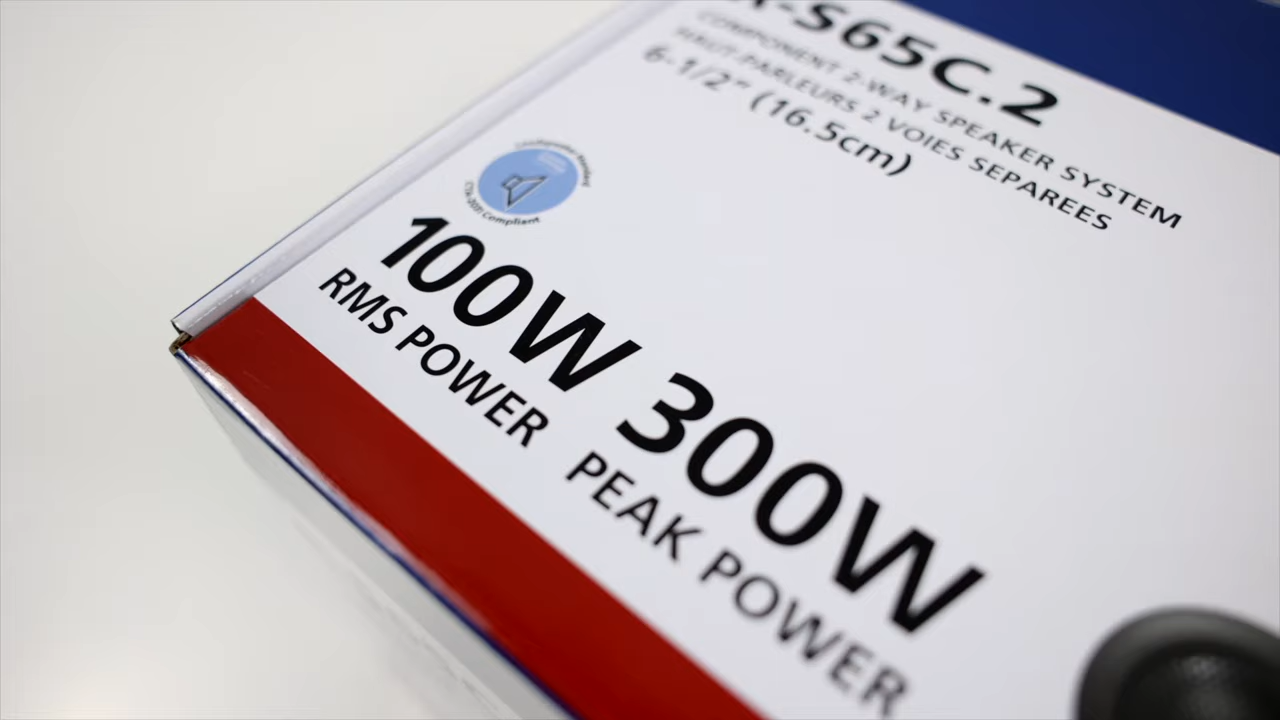 -S65C.2
COMPONENT 2-WAY SPEAKER SYSTEM
HAUT-PARLEURS 2 VOIES SEPAREES
6-1/2" (16.5cm)
Compliant
100W
RMS POWER
300W
PEAK POWER